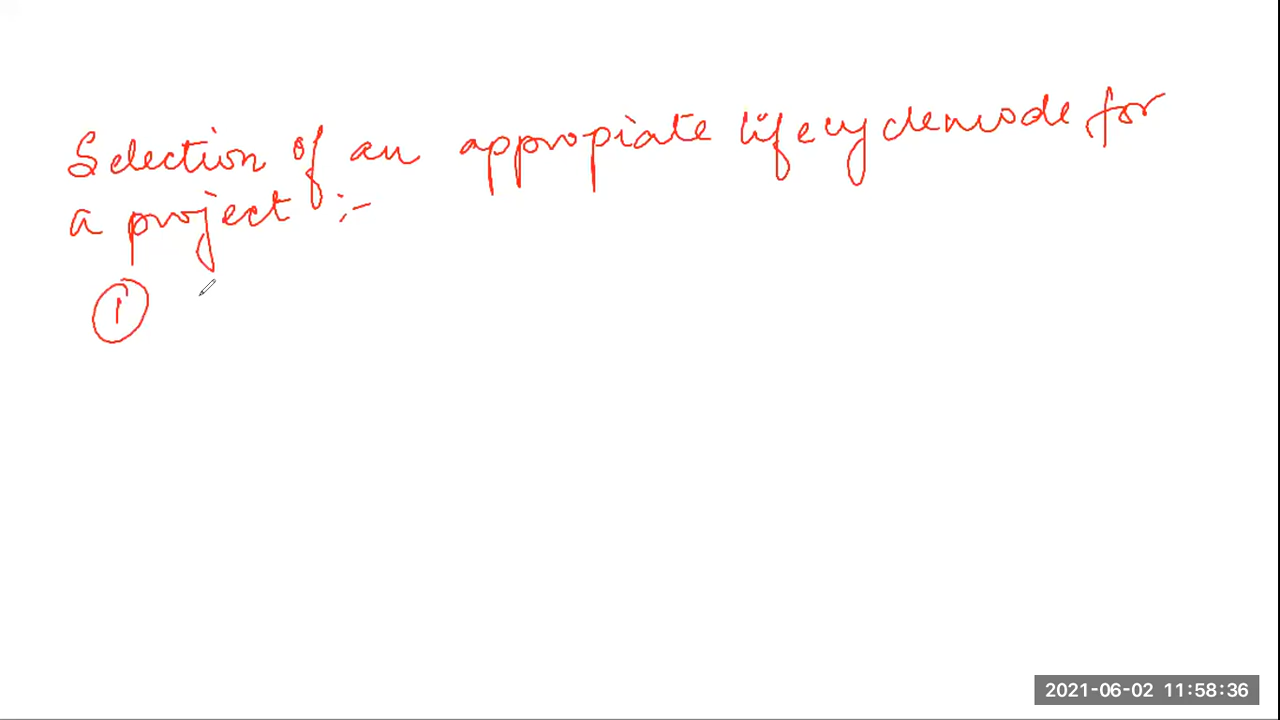 Selection of an appropiate lifecyclemode for
a project :-
1
2021-06-02 11:58:36